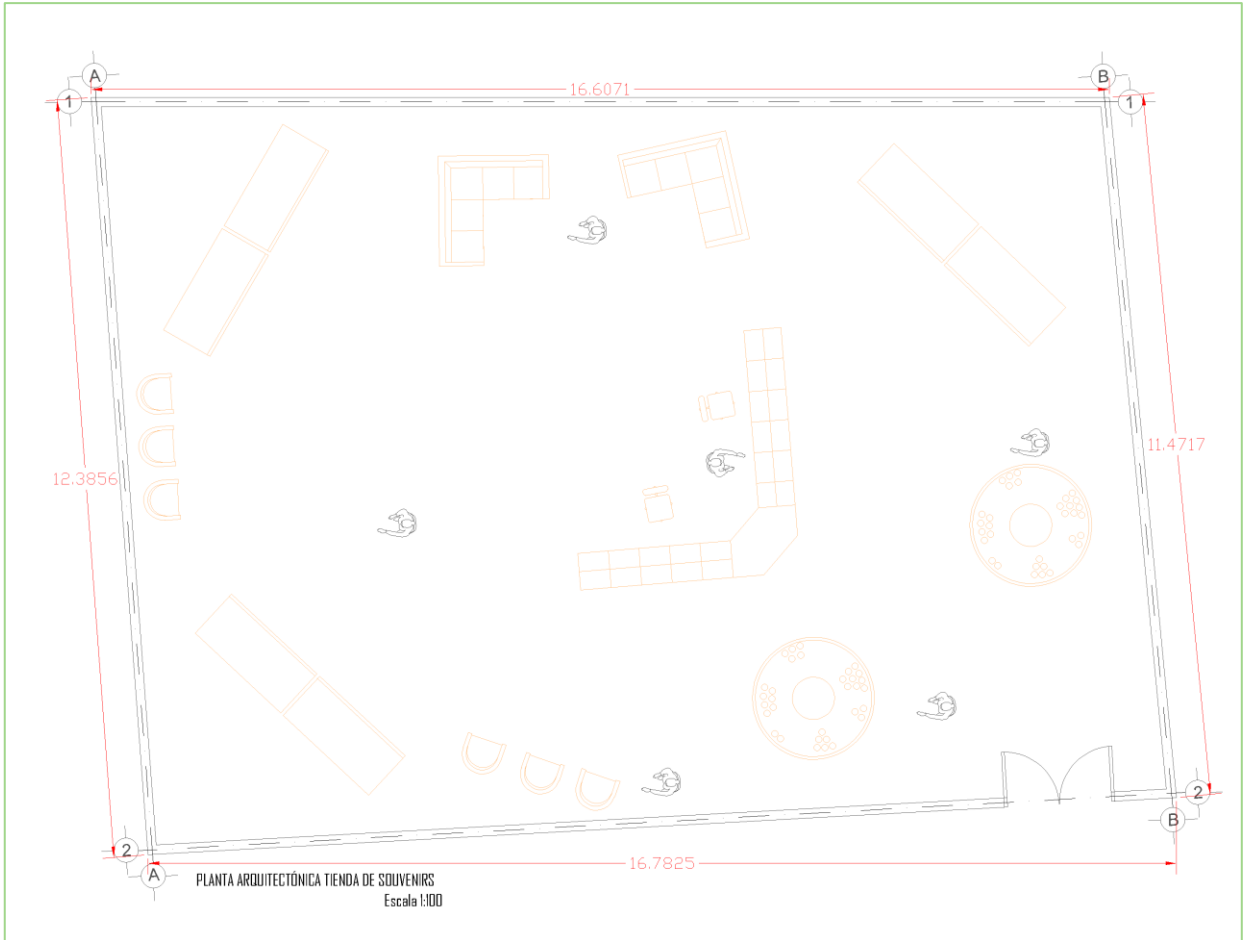 A
B
16.6071
1
1
12.3856
11.4717
2
2
B
16.7825
A
PLANTA ARQUITECTÓNICA TIENDA DE SOUVENIRS
Escala 1:100